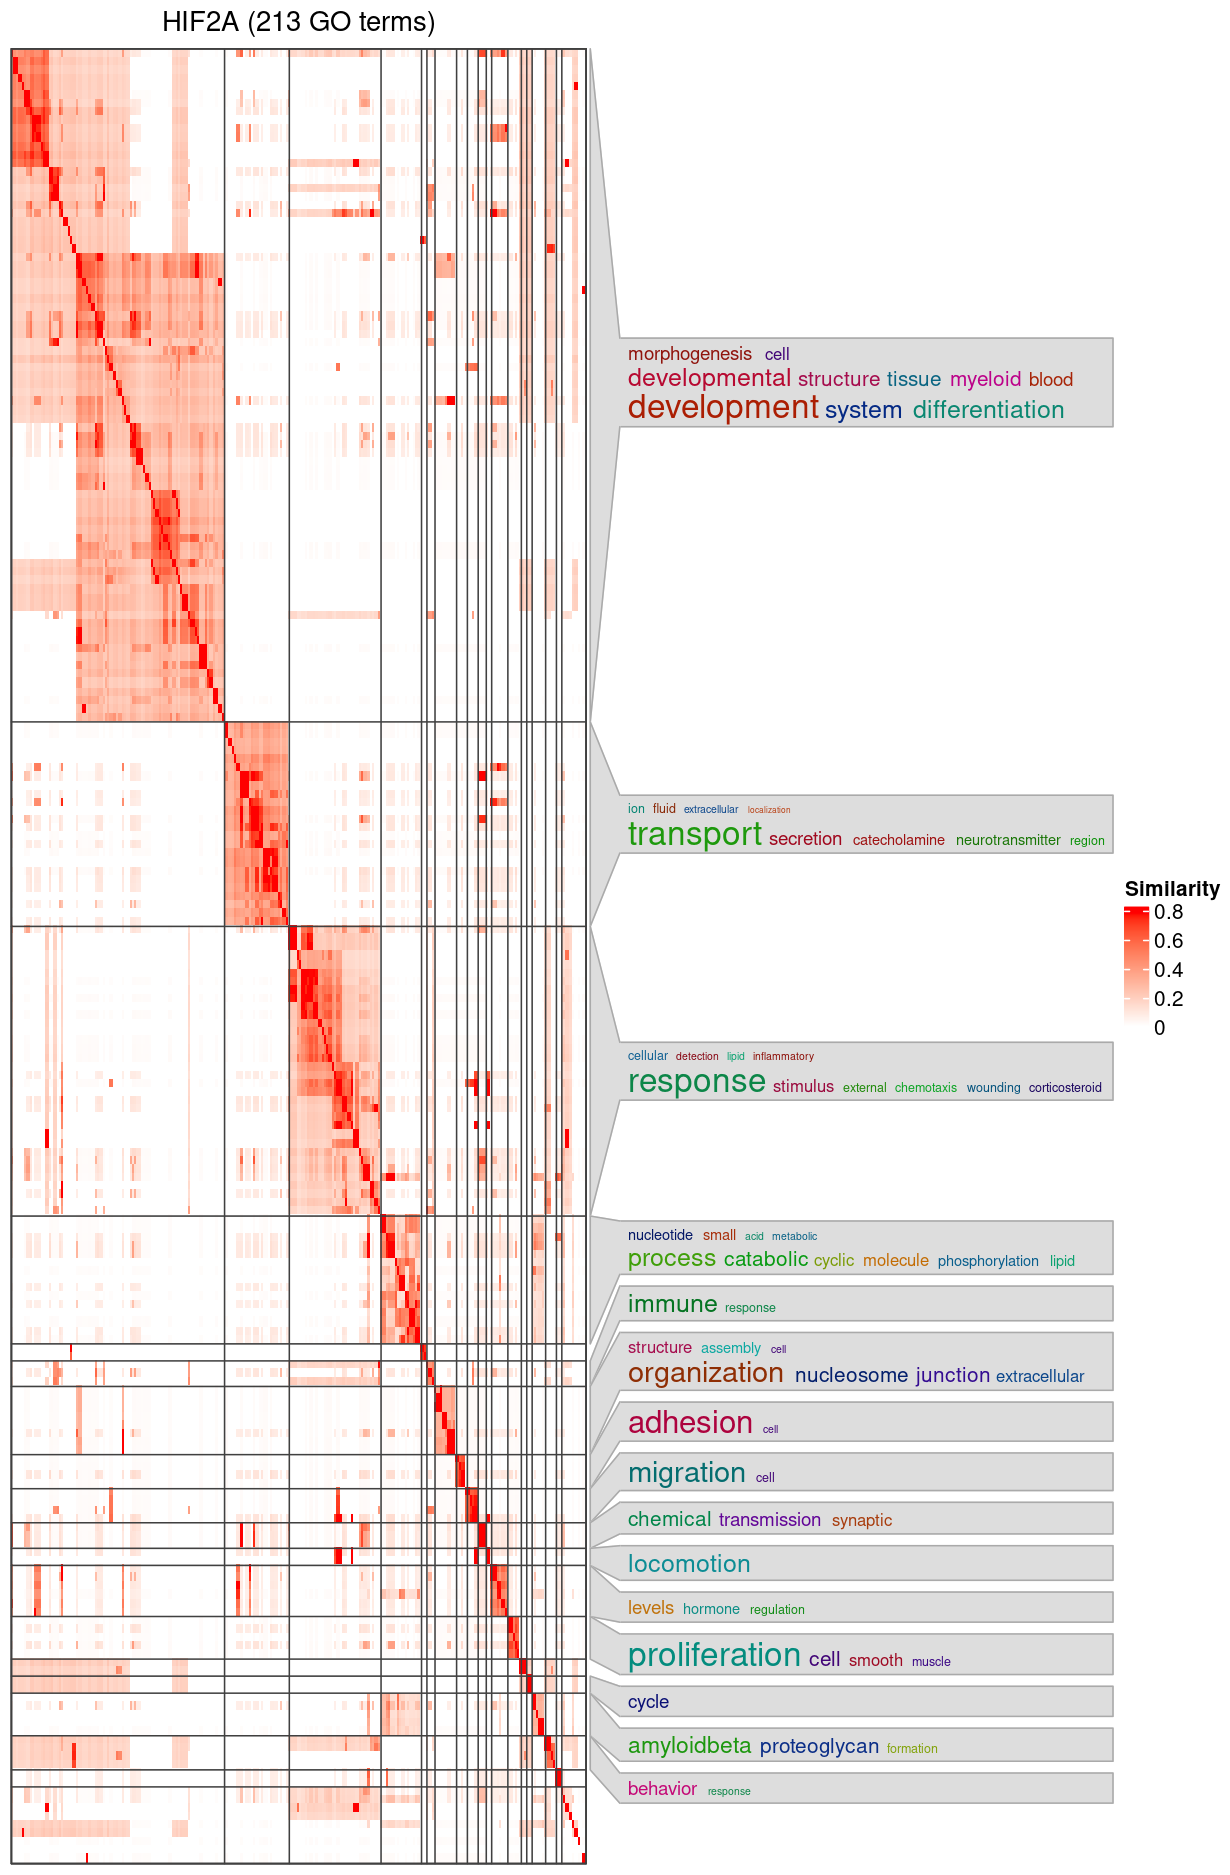 HIF2A (213 GO terms)
morphogenesis cell
developmental structure tissue myeloid blood
development system differentiation
ion fluid extracellular localization
transport secretion catecholamine neurotransmitter region
Similarity
0.8
0.6
0.4
0.2
0
cellular detection lipid inflammatory
response stimulus external chemotaxis wounding corticosteroid
nucleotide small acid metabolic
process catabolic cyclic molecule phosphorylation lipid
immune response
structure assembly cell
organization nucleosome junction extracellular
adhesion cell
migration cell
chemical transmission synaptic
locomotion
levels hormone regulation
proliferation cell smooth muscle
cycle
amyloidbeta proteoglycan formation
behavior response